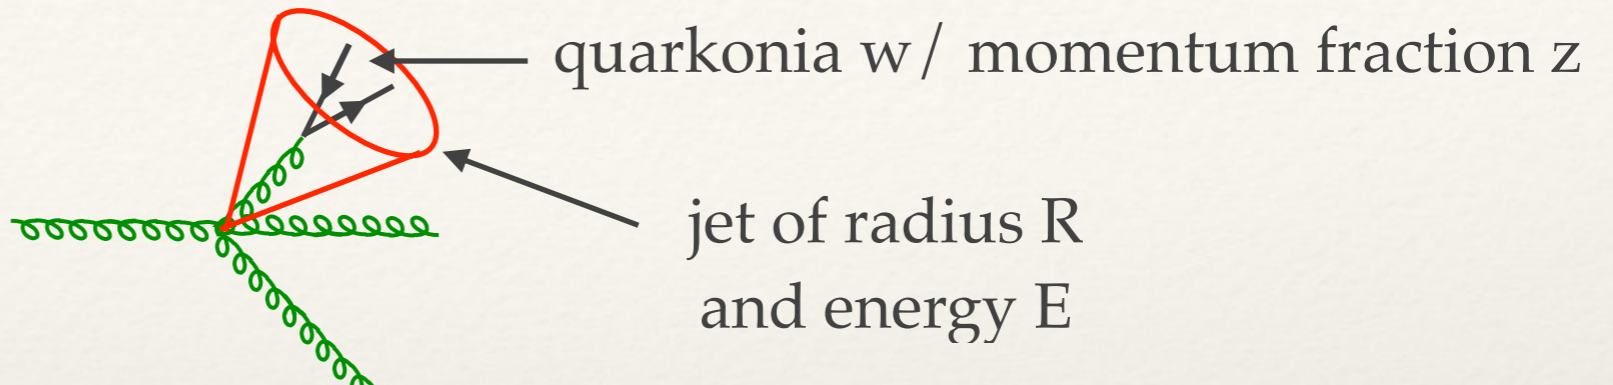 quarkonia w/ momentum fraction z
jet of radius R
and energy E